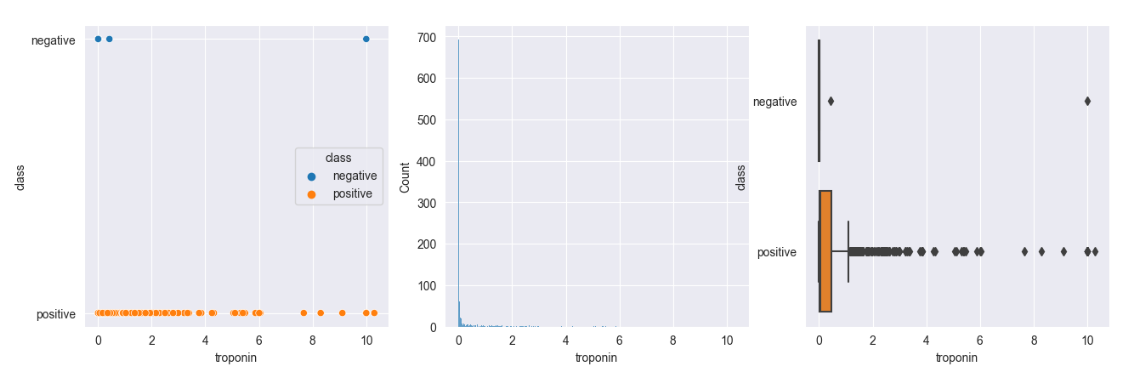 negative
positive
class
0 2 4 6 8 10
troponin
class
negative
positive
700
600
500
400
300
200
100
0
Count
0 2 4 6 8 10
troponin
negative
positive
class
0 2 4 6 8 10
troponin